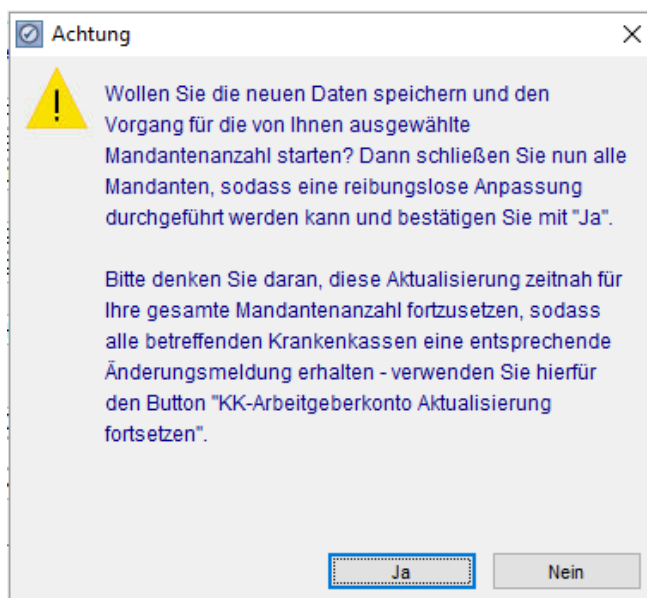 Achtung
Wollen Sie die neuen Daten speichern und den
Vorgang für die von Ihnen ausgewählte
Mandantenanzahl starten? Dann schließen Sie nun alle
Mandanten, sodass eine reibungslose Anpassung
durchgeführt werden kann und bestätigen Sie mit "Ja".
Bitte denken Sie daran, diese Aktualisierung zeitnah für
Ihre gesamte Mandantenanzahl fortzusetzen, sodass
alle betreffenden Krankenkassen eine entsprechende
Änderungsmeldung erhalten - verwenden Sie hierfür
den Button "KK-Arbeitgeberkonto Aktualisierung
fortsetzen".
Ja Nein